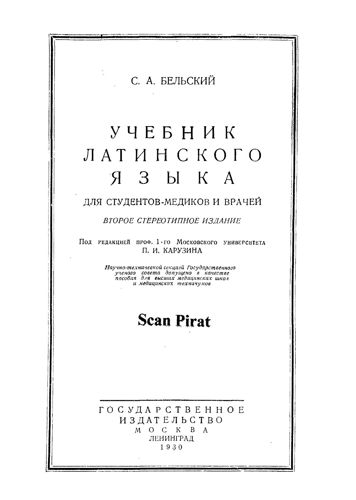 С. А. БЕЛЬСКИЙ
УЧЕБНИК
ЛАТИНСКОГО
ЯЗЫКА
ДЛЯ СТУДЕНТОВ-МЕДИКОВ И ВРАЧЕЙ
ВТОРОЕ СТЕРЕОТИПНОЕ ИЗДАНИЕ
Под редакцией проф. 1-го Московского университета
П. И. КАРУЗИНА
Научно-технической секцией Государственного
ученого совета допущено в качестве
пособия для высших медицинских школ
и медицинских техникумов
Scan Pirat
ГОСУДАРСТВЕННОЕ
ИЗДАТЕЛЬСТВО
МОСКВА
ЛЕНИНГРАД
1930